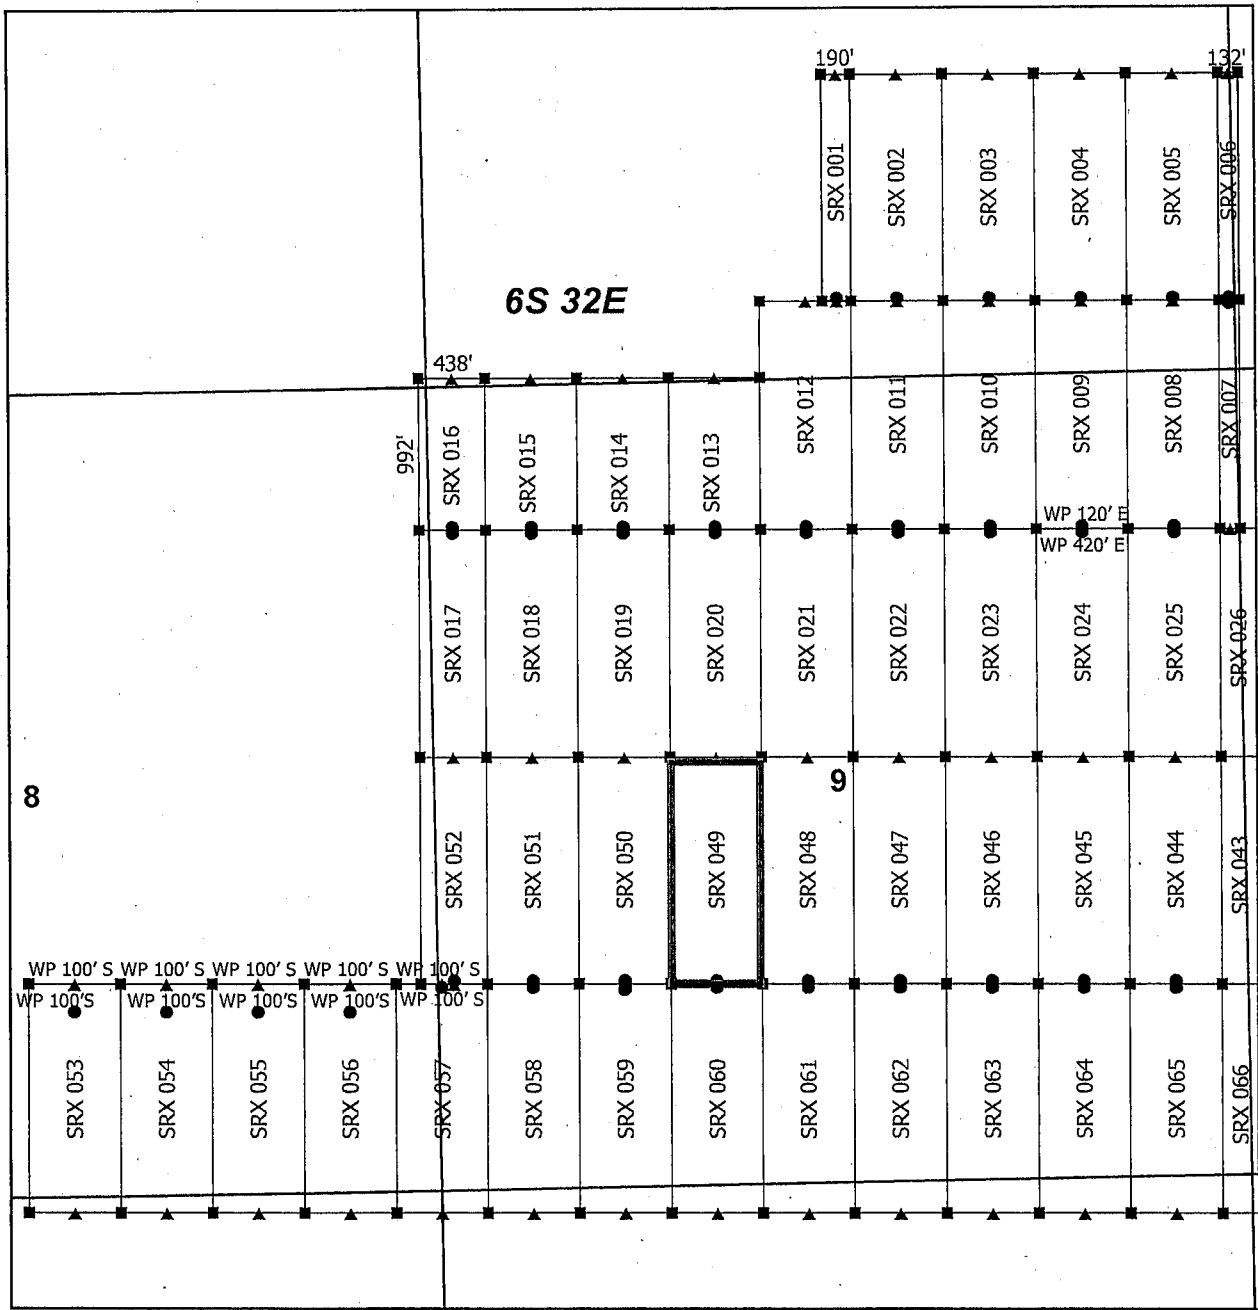 190' 132'
SRX 001 SRX 002 SRX 003 SRX 004 SRX 005 SRX 006
6S 32E
438'
992'
SRX 016 SRX 015 SRX 014 SRX 013 SRX 012 SRX 011 SRX 010 SRX 009 SRX 008 SRX 007
WP 120' E
WP 420' E
SRX 017 SRX 018 SRX 019 SRX 020 SRX 021 SRX 022 SRX 023 SRX 024 SRX 025 SRX 026
8 9
SRX 052 SRX 051 SRX 050 SRX 049 SRX 048 SRX 047 SRX 046 SRX 045 SRX 044 SRX 043
WP 100' S WP 100' S WP 100' S WP 100' S WP 100' S
WP 100'S WP 100'S WP 100'S WP 100'S WP 100' S
SRX 053 SRX 054 SRX 055 SRX 056 SRX 057 SRX 058 SRX 059 SRX 060 SRX 061 SRX 062 SRX 063 SRX 064 SRX 065 SRX 066